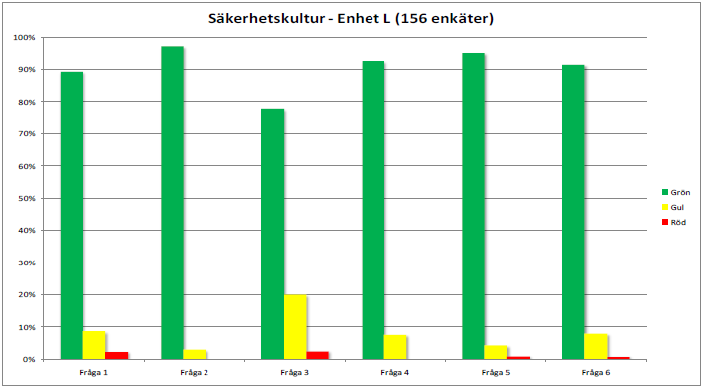 Säkerhetskultur - Enhet L (156 enkäter)
100%
90%
80%
70%
60%
50%
40%
30%
20%
10%
0%
Fråga 1 Fråga 2 Fråga 3 Fråga 4 Fråga 5 Fråga 6
Grön
Gul
Röd